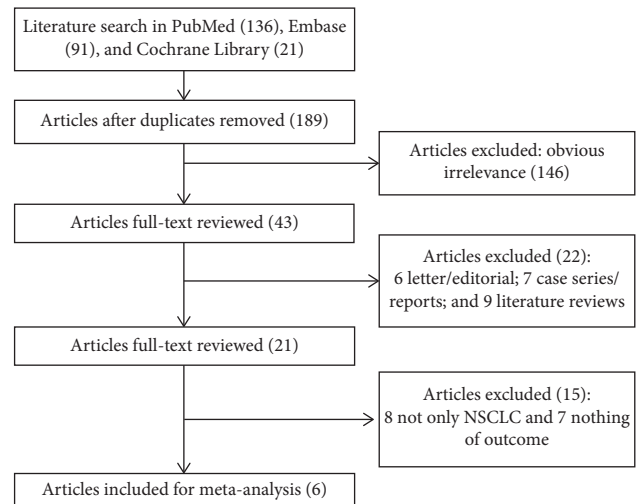 Literature search in PubMed (136), Embase
(91), and Cochrane Library (21)
Articles after duplicates removed (189)
Articles excluded: obvious
irrelevance (146)
Articles full-text reviewed (43)
Articles excluded (22):
6 letter/editorial; 7 case series/
reports; and 9 literature reviews
Articles full-text reviewed (21)
Articles excluded (15):
8 not only NSCLC and 7 nothing
of outcome
Articles included for meta-analysis (6)